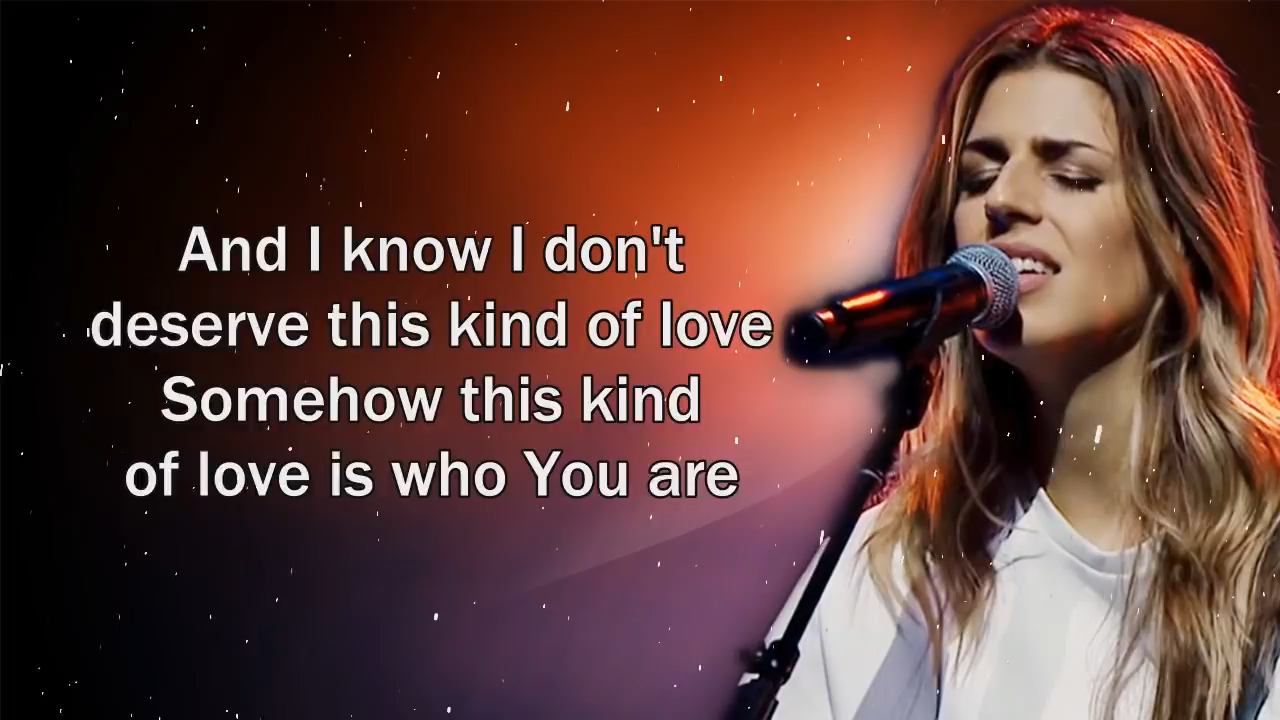 And I know I don't
deserve this kind of love
Somehow this kind
of love is who You are